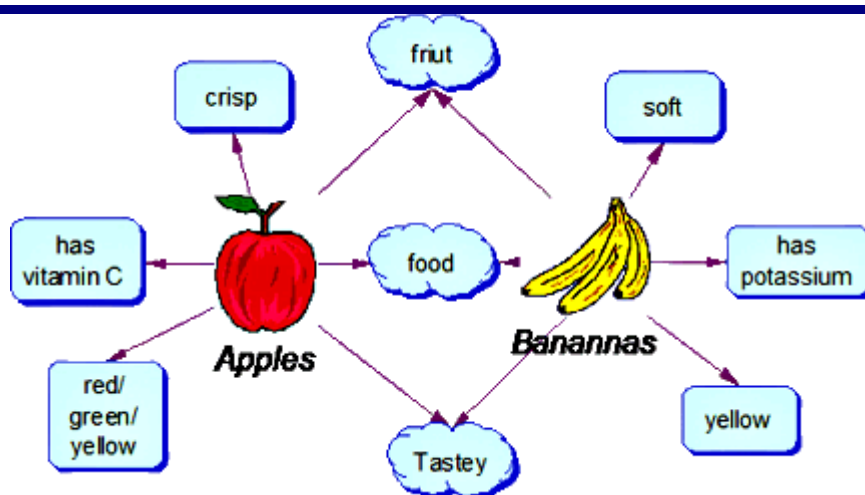 friut
crisp
soft
has
vitamin C
food
has
potassium
Apples
Banannas
red/
green/
yellow
yellow
Tastey